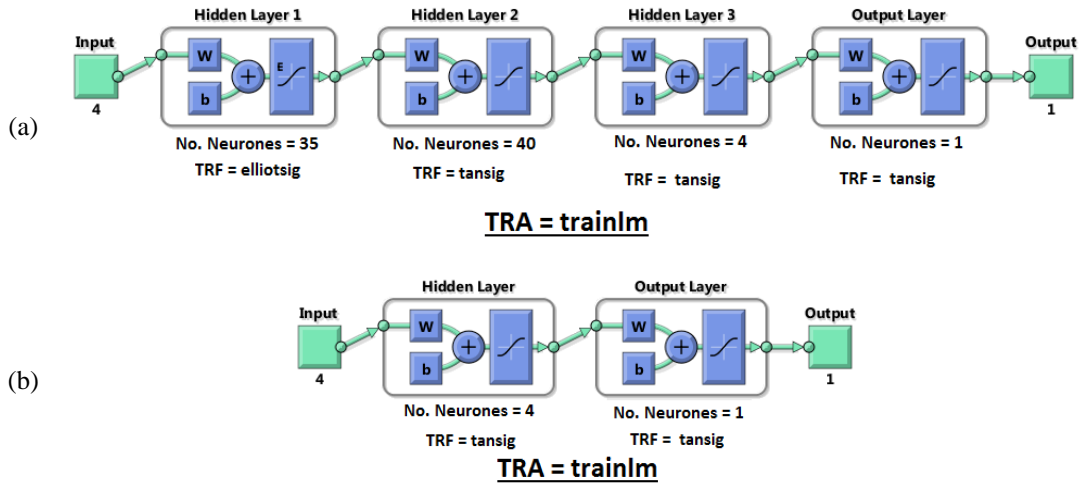 Hidden Layer 1 Hidden Layer 2 Hidden Layer 3 Output Layer
Input Output
W W W W
E
+ + + +
b b b b
4 1
(a)
No. Neurones = 35 No. Neurones = 40 No. Neurones = 4 No. Neurones = 1
TRF = elliotsig TRF = tansig TRF = tansig TRF = tansig
TRA = trainlm
Hidden Layer Output Layer
Input Output
W W
+ +
b b
4 1
(b)
No. Neurones = 4 No. Neurones = 1
TRF = tansig TRF = tansig
TRA = trainlm